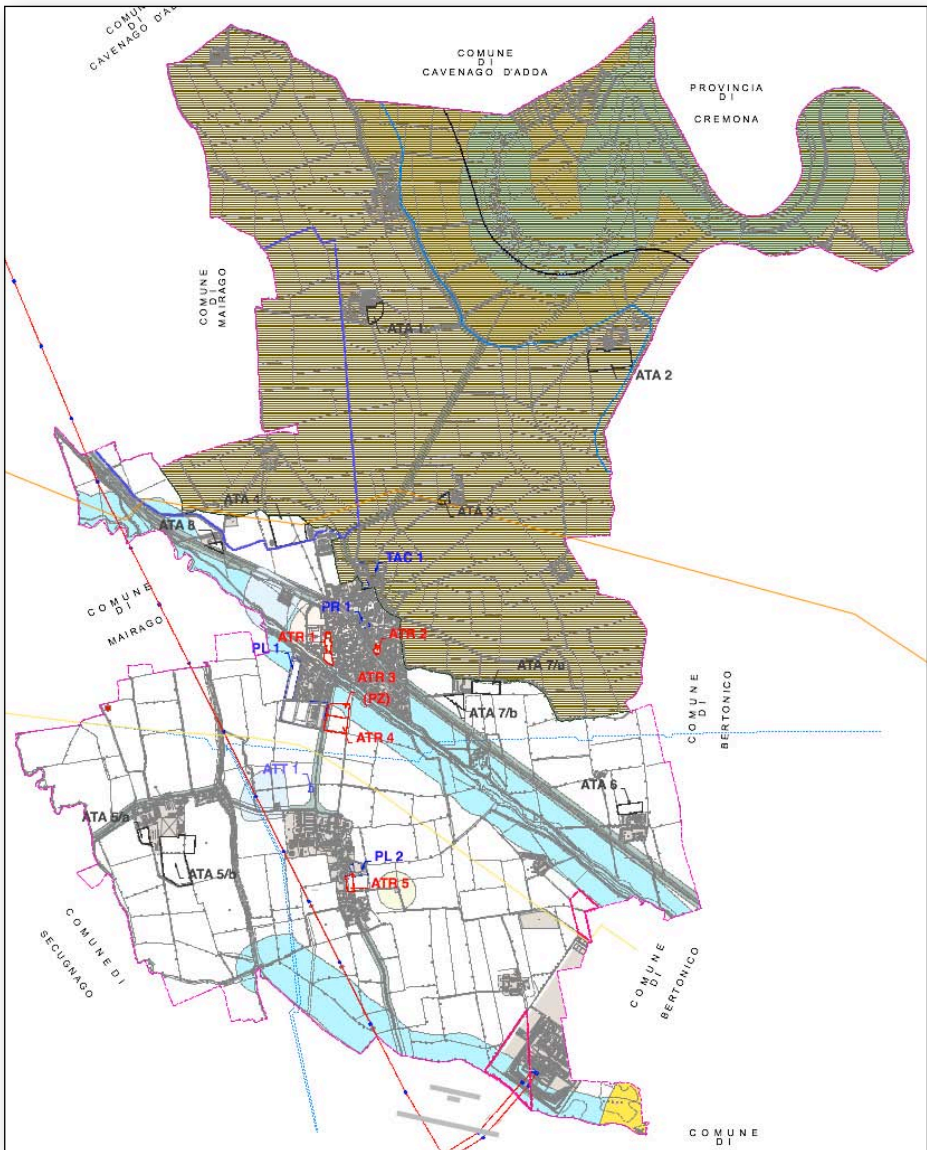 COMUNE
DI
CAVENAGO D'ADDA
COMUNE
DI
CAVENAGO D'ADDA
PROVINCIA
DI
CREMONA
COMUNE
DI
MAIRAGO
ATA 1
ATA 2
ATA 4
ATA 3
ATA 8
TAC 1
COMUNE
DI
MAIRAGO
PR 1
ATR 1
ATR 2
PL 1
ATR 3
(PZ)
ATA 7/a
ATA 7/b
COMUNE
DI
BERTONICO
ATR 4
ATT 1
ATA 6
ATA 5/a
PL 2
ATA 5/b
ATR 5
COMUNE DI
SECUGNAGO
COMUNE
DI
BERTONICO
COMUNE
DI